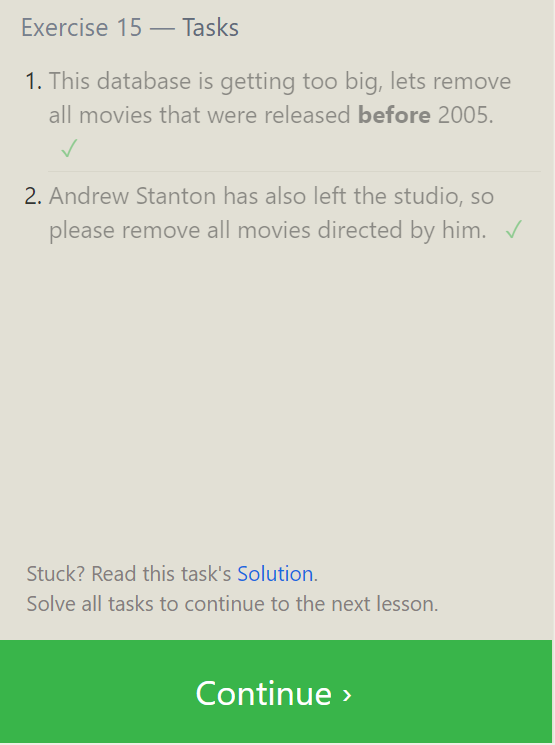 Exercise 15 — Tasks
1. This database is getting too big, lets remove
all movies that were released before 2005.
✓
2. Andrew Stanton has also left the studio, so
please remove all movies directed by him. ✓
Stuck? Read this task's Solution.
Solve all tasks to continue to the next lesson.
Continue ›